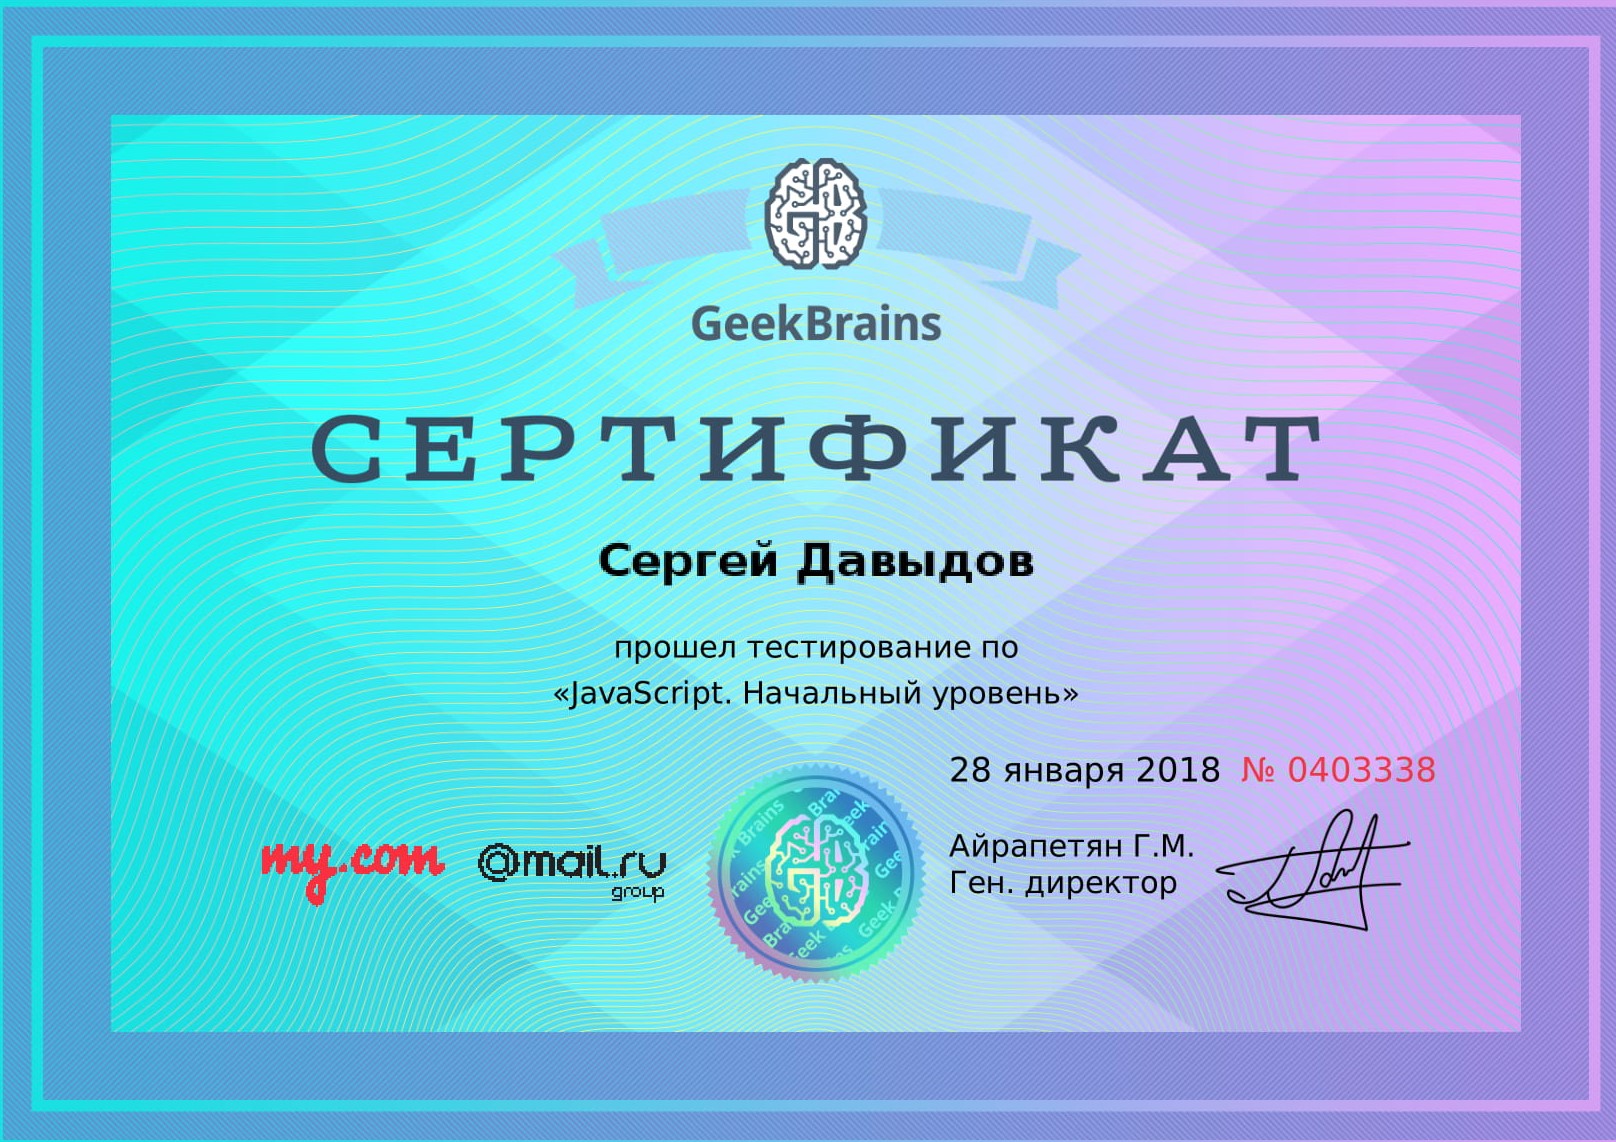 GeekBrains
СЕРТИФИКАТ
Сергей Давыдов
прошел тестирование по
«JavaScript. Начальный уровень»
28 января 2018 № 0403338
Айрапетян Г.М.
Ген. директор
my.com
@mail.ru
group